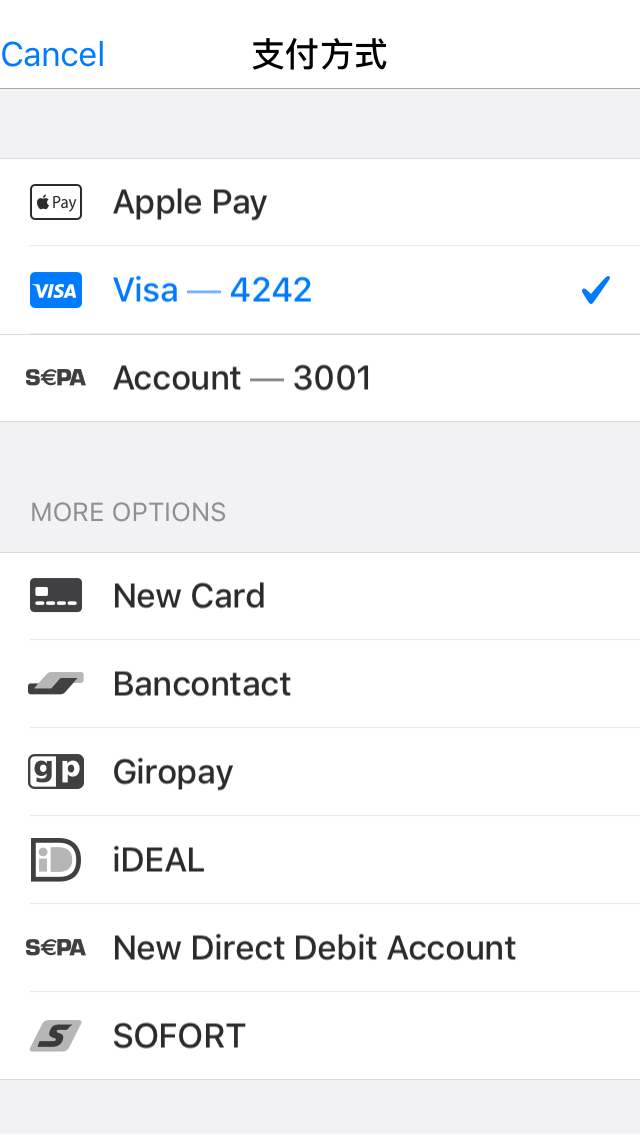 Cancel 支付方式
Pay Apple Pay
VISA Visa — 4242
S€PA Account — 3001
MORE OPTIONS
New Card
Bancontact
gp Giropay
iD iDEAL
S€PA New Direct Debit Account
S SOFORT